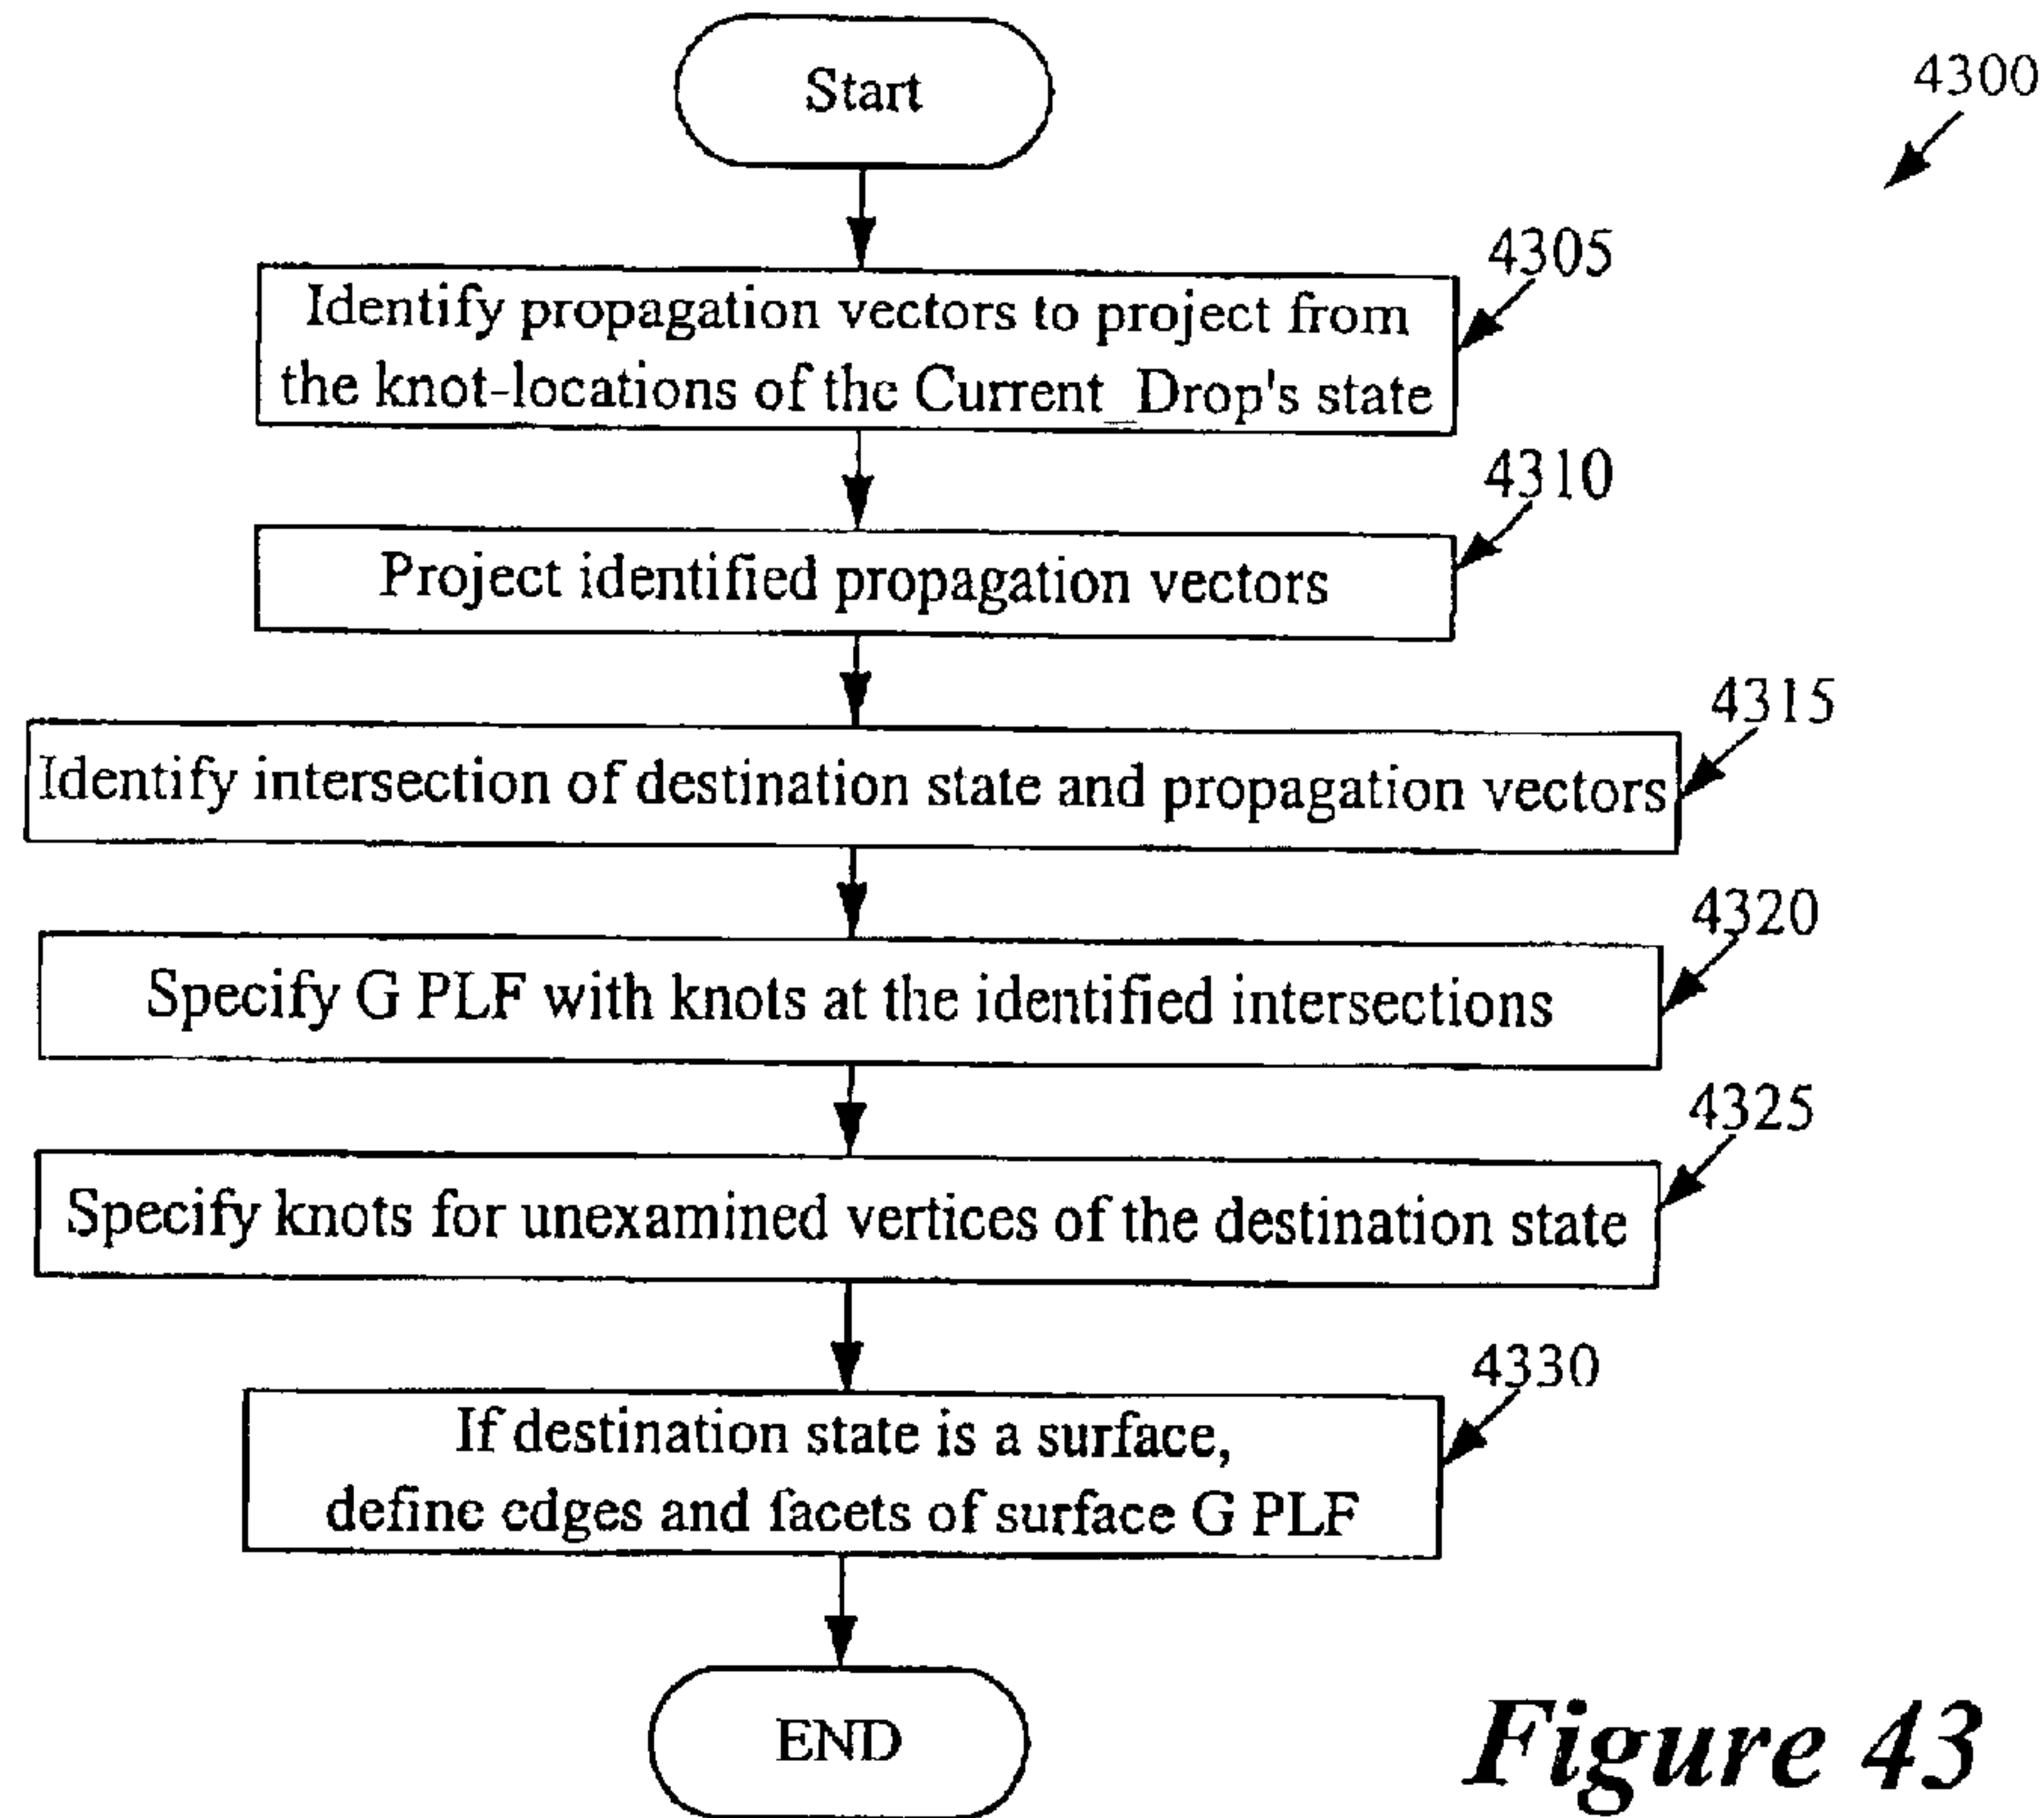 Start
4300
4305
Identify propagation vectors to project from
the knot-locations of the Current_Drop's state
4310
Project identified propagation vectors
4315
Identify intersection of destination state and propagation vectors
4320
Specify G PLF with knots at the identified intersections
4325
Specify knots for unexamined vertices of the destination state
4330
If destination state is a surface,
define edges and facets of surface G PLF
END
Figure 43